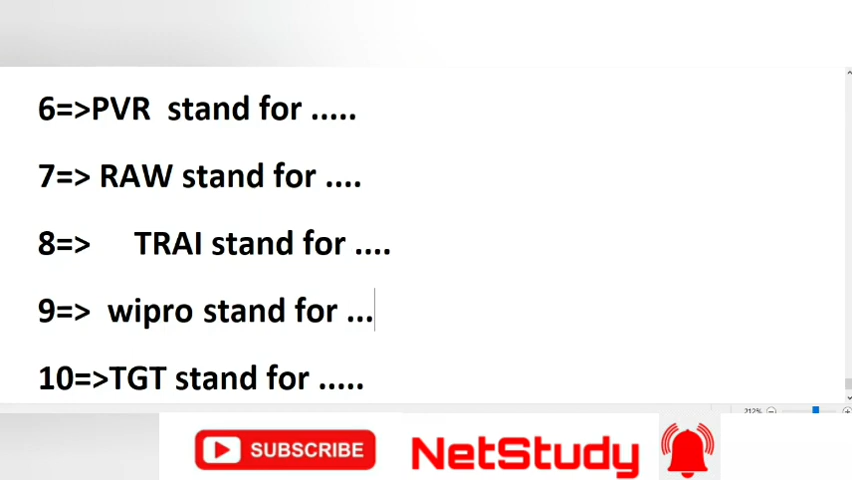 6=>PVR  stand for .....
7=> RAW stand for ....
8=>     TRAI stand for ....
9=>  wipro stand for ...
10=>TGT stand for .....
212%
SUBSCRIBE NetStudy